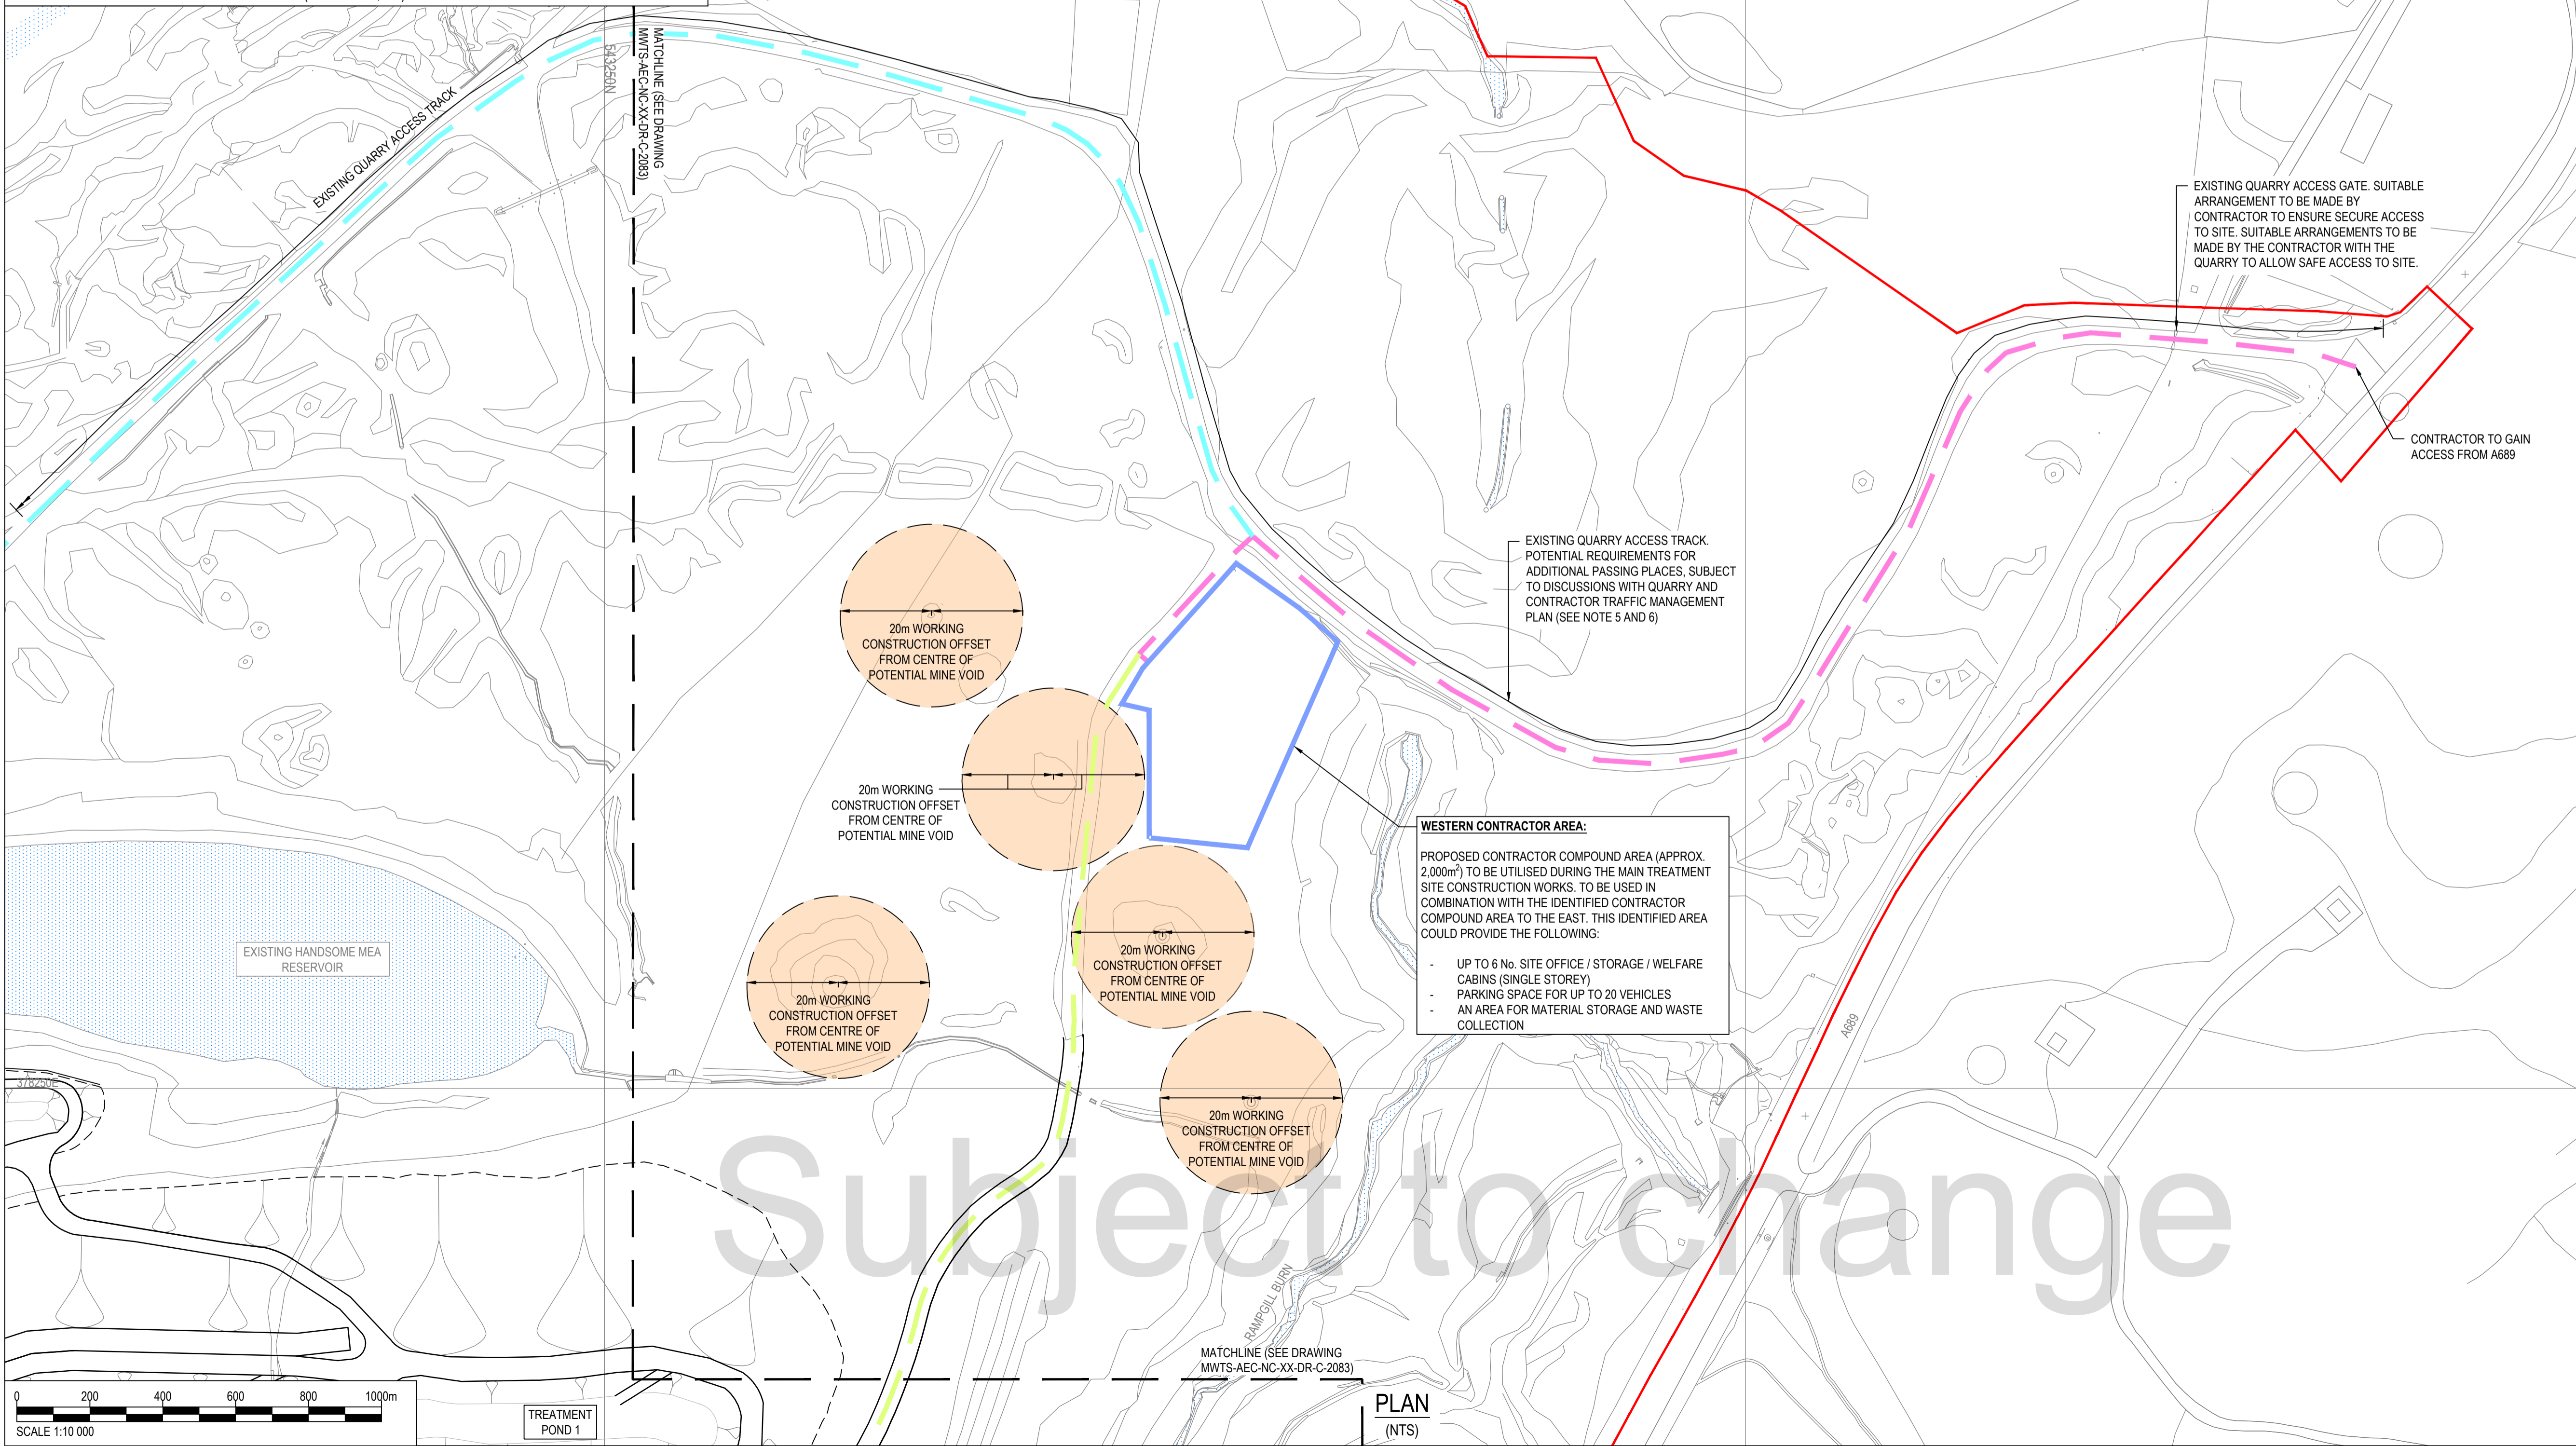 EXISTING QUARRY ACCESS TRACK
543250N
MATCHLINE (SEE DRAWING
MWTS-AEC-NC-XX-DR-C-2083)
EXISTING QUARRY ACCESS GATE. SUITABLE
ARRANGEMENT TO BE MADE BY
CONTRACTOR TO ENSURE SECURE ACCESS
TO SITE. SUITABLE ARRANGEMENTS TO BE
MADE BY THE CONTRACTOR WITH THE
QUARRY TO ALLOW SAFE ACCESS TO SITE.
CONTRACTOR TO GAIN
ACCESS FROM A689
EXISTING QUARRY ACCESS TRACK.
POTENTIAL REQUIREMENTS FOR
ADDITIONAL PASSING PLACES, SUBJECT
TO DISCUSSIONS WITH QUARRY AND
CONTRACTOR TRAFFIC MANAGEMENT
PLAN (SEE NOTE 5 AND 6)
20m WORKING
CONSTRUCTION OFFSET
FROM CENTRE OF
POTENTIAL MINE VOID
20m WORKING
CONSTRUCTION OFFSET
FROM CENTRE OF
POTENTIAL MINE VOID
WESTERN CONTRACTOR AREA:
PROPOSED CONTRACTOR COMPOUND AREA (APPROX.
2,000m²) TO BE UTILISED DURING THE MAIN TREATMENT
SITE CONSTRUCTION WORKS. TO BE USED IN
COMBINATION WITH THE IDENTIFIED CONTRACTOR
COMPOUND AREA TO THE EAST. THIS IDENTIFIED AREA
COULD PROVIDE THE FOLLOWING:
- UP TO 6 No. SITE OFFICE / STORAGE / WELFARE
CABINS (SINGLE STOREY)
- PARKING SPACE FOR UP TO 20 VEHICLES
- AN AREA FOR MATERIAL STORAGE AND WASTE
COLLECTION
EXISTING HANDSOME MEA
RESERVOIR
20m WORKING
CONSTRUCTION OFFSET
FROM CENTRE OF
POTENTIAL MINE VOID
20m WORKING
CONSTRUCTION OFFSET
FROM CENTRE OF
POTENTIAL MINE VOID
A689
378250E
20m WORKING
CONSTRUCTION OFFSET
FROM CENTRE OF
POTENTIAL MINE VOID
Subject to change
RAMPGILL BURN
MATCHLINE (SEE DRAWING
MWTS-AEC-NC-XX-DR-C-2083)
PLAN
(NTS)
0 200 400 600 800 1000m
SCALE 1:10 000
TREATMENT
POND 1